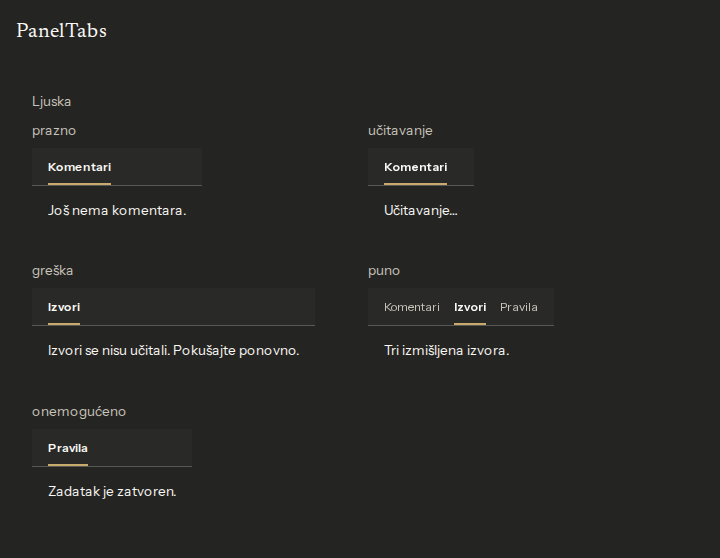 PanelTabs
Ljuska
prazno
učitavanje
Komentari
Komentari
Još nema komentara.
Učitavanje...
greška
puno
Izvori
Komentari Izvori Pravila
Izvori se nisu učitali. Pokušajte ponovno.
Tri izmišljena izvora.
onemogućeno
Pravila
Zadatak je zatvoren.